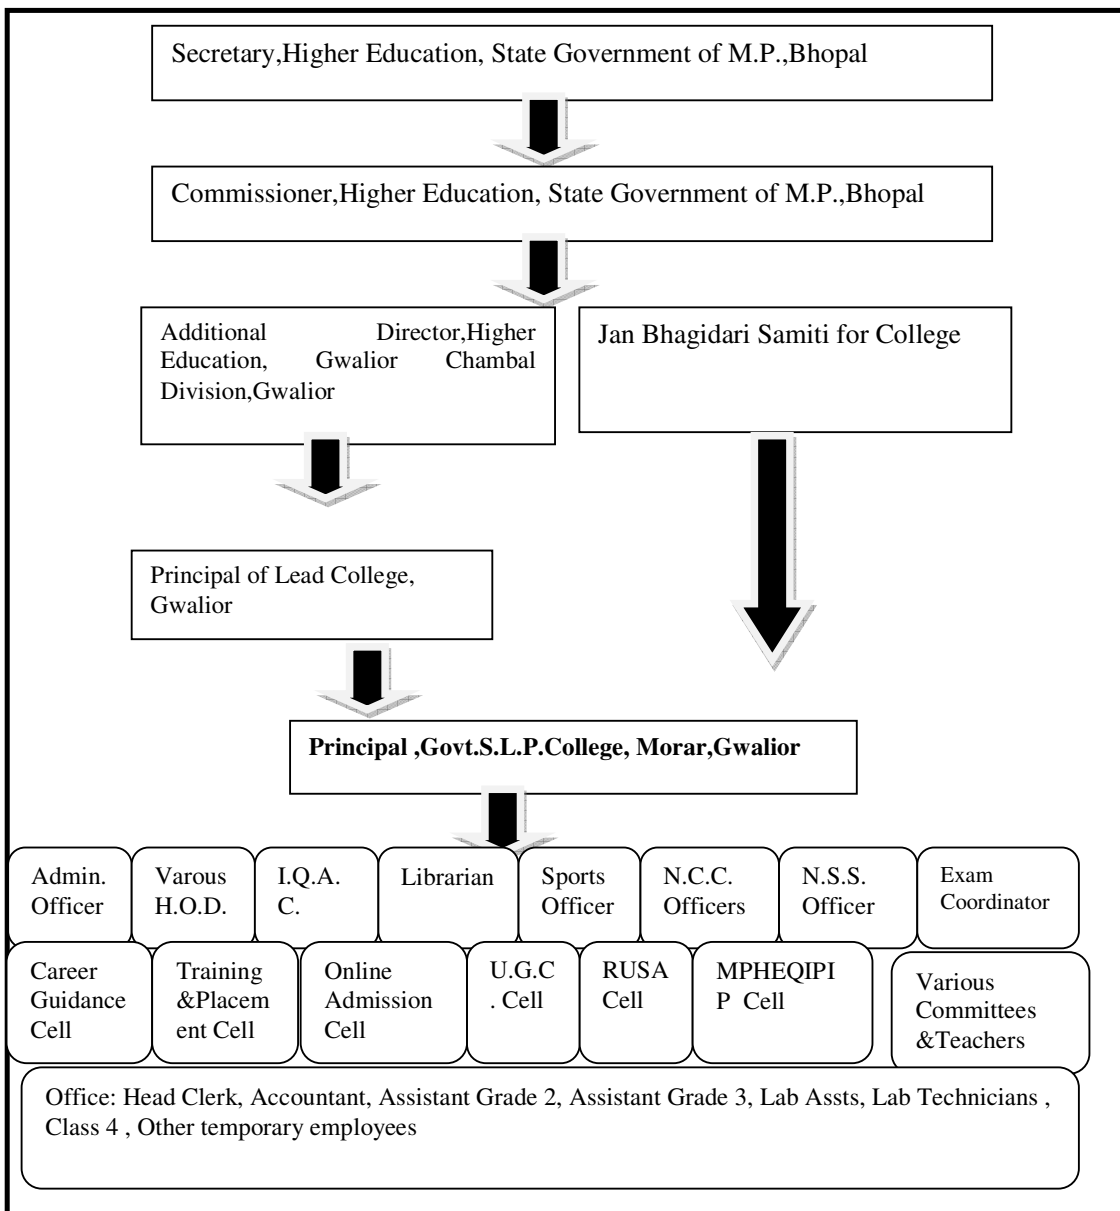 Secretary,Higher Education, State Government of M.P.,Bhopal
Commissioner,Higher Education, State Government of M.P.,Bhopal
Additional Director,Higher
Education, Gwalior Chambal
Division,Gwalior
Jan Bhagidari Samiti for College
Principal of Lead College,
Gwalior
Principal ,Govt.S.L.P.College, Morar,Gwalior
Admin.
Officer
Varous
H.O.D.
I.Q.A.
C.
Librarian
Sports
Officer
N.C.C.
Officers
N.S.S.
Officer
Exam
Coordinator
Career
Guidance
Cell
Training
&Placem
ent Cell
Online
Admission
Cell
U.G.C
. Cell
RUSA
Cell
MPHEQIPI
P Cell
Various
Committees
&Teachers
Office: Head Clerk, Accountant, Assistant Grade 2, Assistant Grade 3, Lab Assts, Lab Technicians ,
Class 4 , Other temporary employees